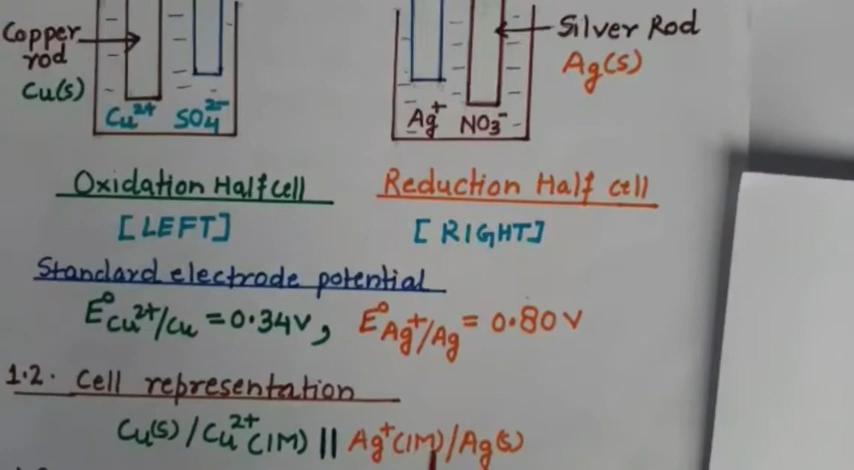 Copper rod
Cu(s)
Cu²⁺ SO₄²⁻
Silver Rod
Ag(s)
Ag⁺ NO₃⁻
Oxidation Half cell
[LEFT]
Reduction Half cell
[RIGHT]
Standard electrode potential
E°Cu²⁺/Cu = 0.34V, E°Ag⁺/Ag = 0.80V
1.2. Cell representation
Cu(s)/Cu²⁺(1M) || Ag⁺(1M)/Ag(s)